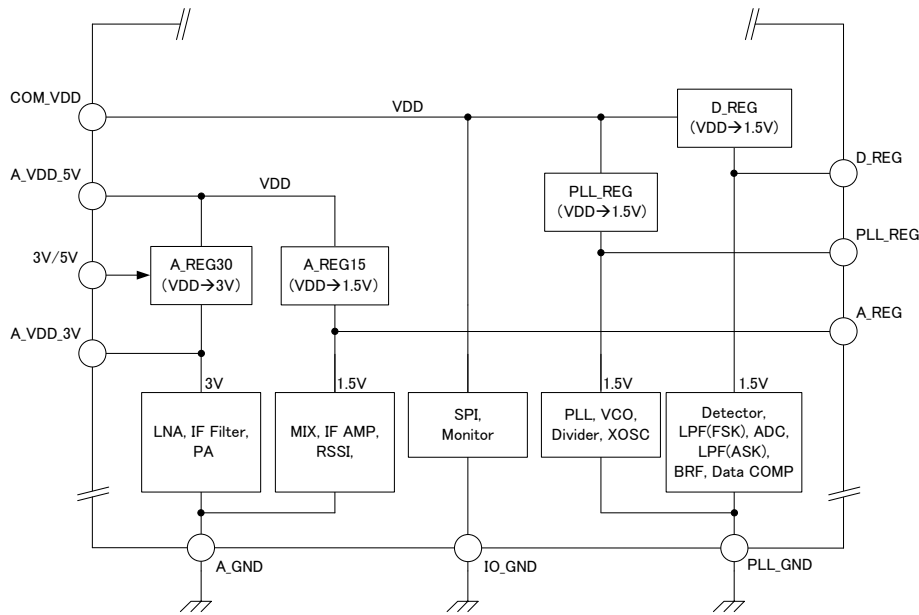 COM_VDD
VDD
D_REG
(VDD→1.5V)
D_REG
A_VDD_5V
VDD
PLL_REG
(VDD→1.5V)
PLL_REG
3V/5V
A_REG30
(VDD→3V)
A_REG15
(VDD→1.5V)
A_REG
A_VDD_3V
3V
1.5V
1.5V
1.5V
LNA, IF Filter,
PA
MIX, IF AMP,
RSSI,
SPI,
Monitor
PLL, VCO,
Divider, XOSC
Detector,
LPF(FSK), ADC,
LPF(ASK),
BRF, Data COMP
A_GND
IO_GND
PLL_GND